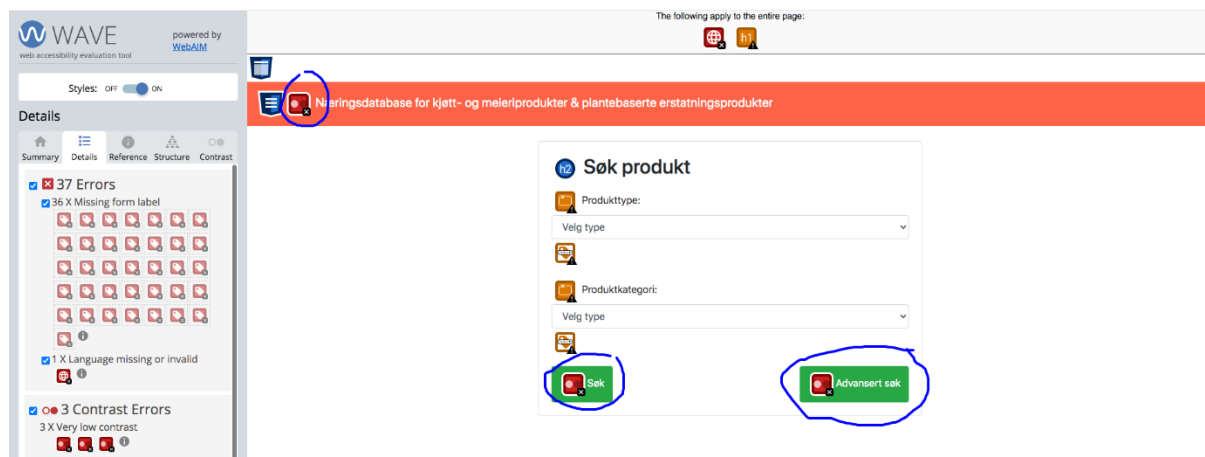 The following apply to the entire page:
h1
WAVE
web accessibility evaluation tool
powered by
WebAIM
Styles: OFF ON
Details
Summary Details Reference Structure Contrast
37 Errors
36 X Missing form label
1 X Language missing or invalid
3 Contrast Errors
3 X Very low contrast
Næringsdatabase for kjøtt- og meieriprodukter & plantebaserte erstatningsprodukter
h2 Søk produkt
Produkttype:
Velg type
Produktkategori:
Velg type
Søk
Advansert søk